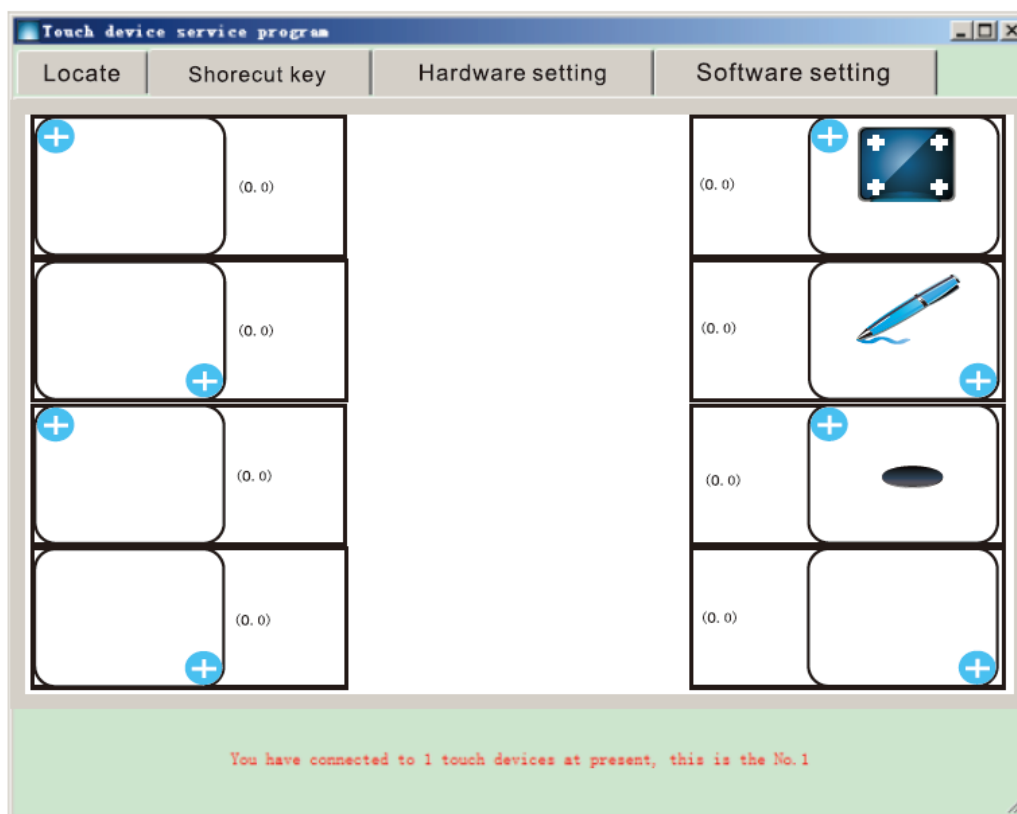 Touch device service program
Locate Shorecut key Hardware setting Software setting
(0. 0) (0. 0)
(0. 0) (0. 0)
(0. 0) (0. 0)
(0. 0) (0. 0)
You have connected to 1 touch devices at present, this is the No.1